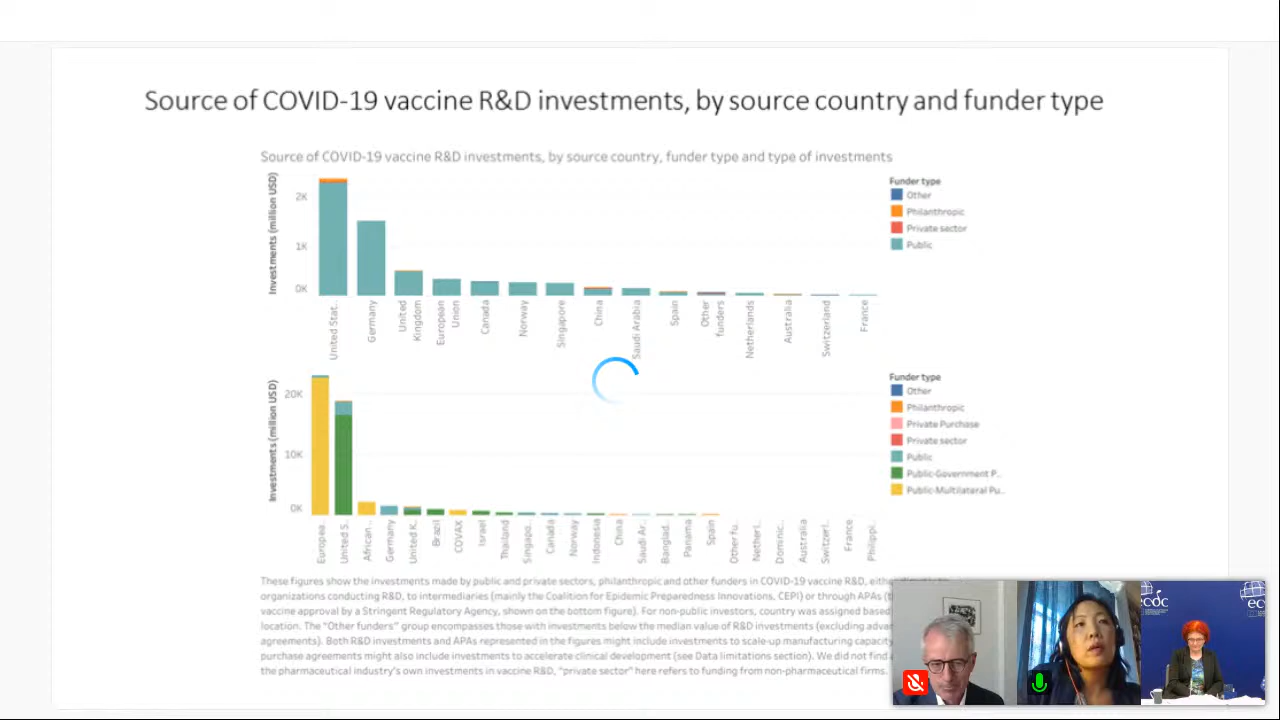 Source of COVID-19 vaccine R&D investments, by source country and funder type
Source of COVID-19 vaccine R&D investments, by source country, funder type and type of investments
Investments (million USD)
2K
1K
0K
United Stat..
Germany
United Kingdom
European Union
Canada
Norway
Singapore
China
Saudi Arabia
Spain
Other funders
Netherlands
Australia
Switzerland
France
Funder type
Other
Philanthropic
Private sector
Public
Investments (million USD)
20K
10K
0K
Europea..
United S..
African..
Germany
United K..
Brazil
COVAX
Israel
Thailand
Singapo..
Canada
Norway
Indonesia
China
Saudi Ar..
Banglad..
Panama
Spain
Other fu..
Netherl..
Dominic..
Australia
Switzerl..
France
Philippi..
Funder type
Other
Philanthropic
Private Purchase
Private sector
Public
Public-Government P..
Public-Multilateral Pu..
These figures show the investments made by public and private sectors, philanthropic and other funders in COVID-19 vaccine R&D,
organizations conducting R&D, to intermediaries (mainly the Coalition for Epidemic Preparedness Innovations, CEPI) or through APAs
vaccine approval by a Stringent Regulatory Agency, shown on the bottom figure). For non-public investors, country was assigned based
location. The "Other funders" group encompasses those with investments below the median value of R&D investments (excluding
agreements). Both R&D investments and APAs represented in the figures might include investments to scale-up manufacturing capacity
purchase agreements might also include investments to accelerate clinical development (see Data limitations section). We did not find
the pharmaceutical industry's own investments in vaccine R&D, "private sector" here refers to funding from non-pharmaceutical firms.
ecdc
ec